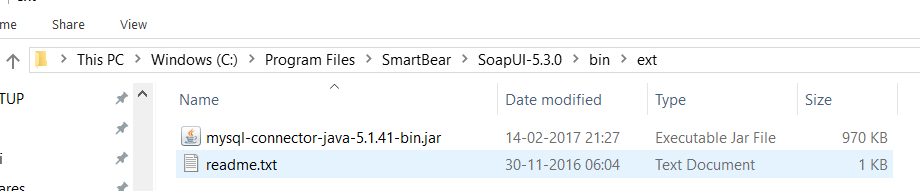 me Share View
This PC > Windows (C:) > Program Files > SmartBear > SoapUI-5.3.0 > bin > ext
TUP
Name Date modified Type Size
mysql-connector-java-5.1.41-bin.jar 14-02-2017 21:27 Executable Jar File 970 KB
i readme.txt 30-11-2016 06:04 Text Document 1 KB
ares